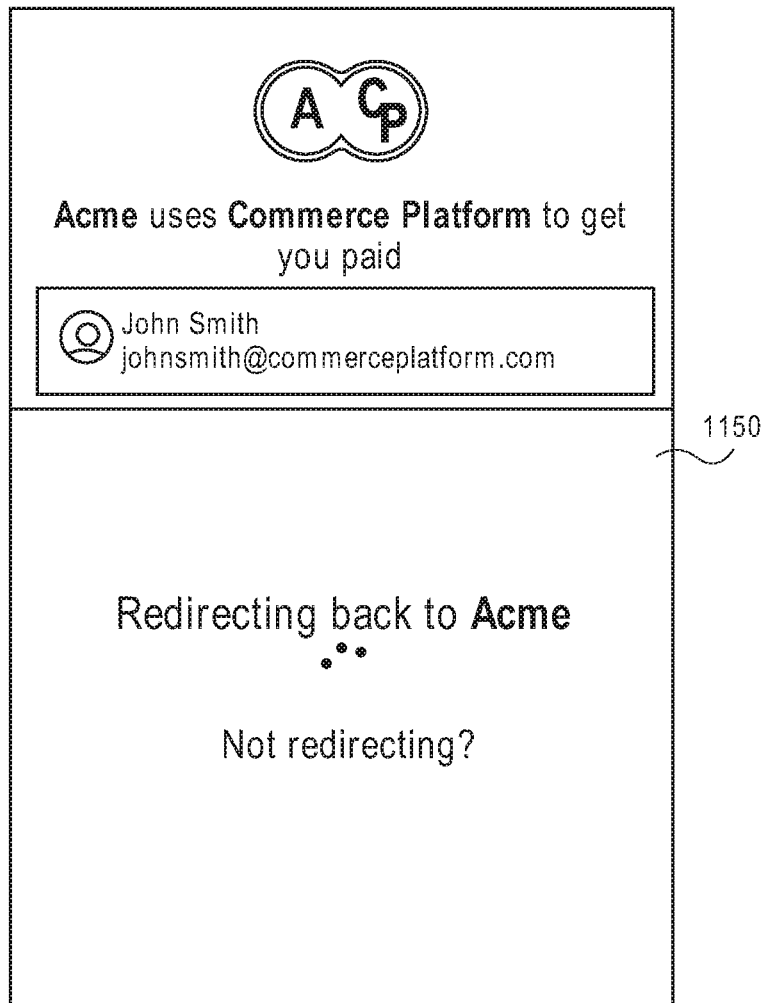 A CP
Acme uses Commerce Platform to get
you paid
John Smith
johnsmith@commerceplatform.com
1150
Redirecting back to Acme
Not redirecting?